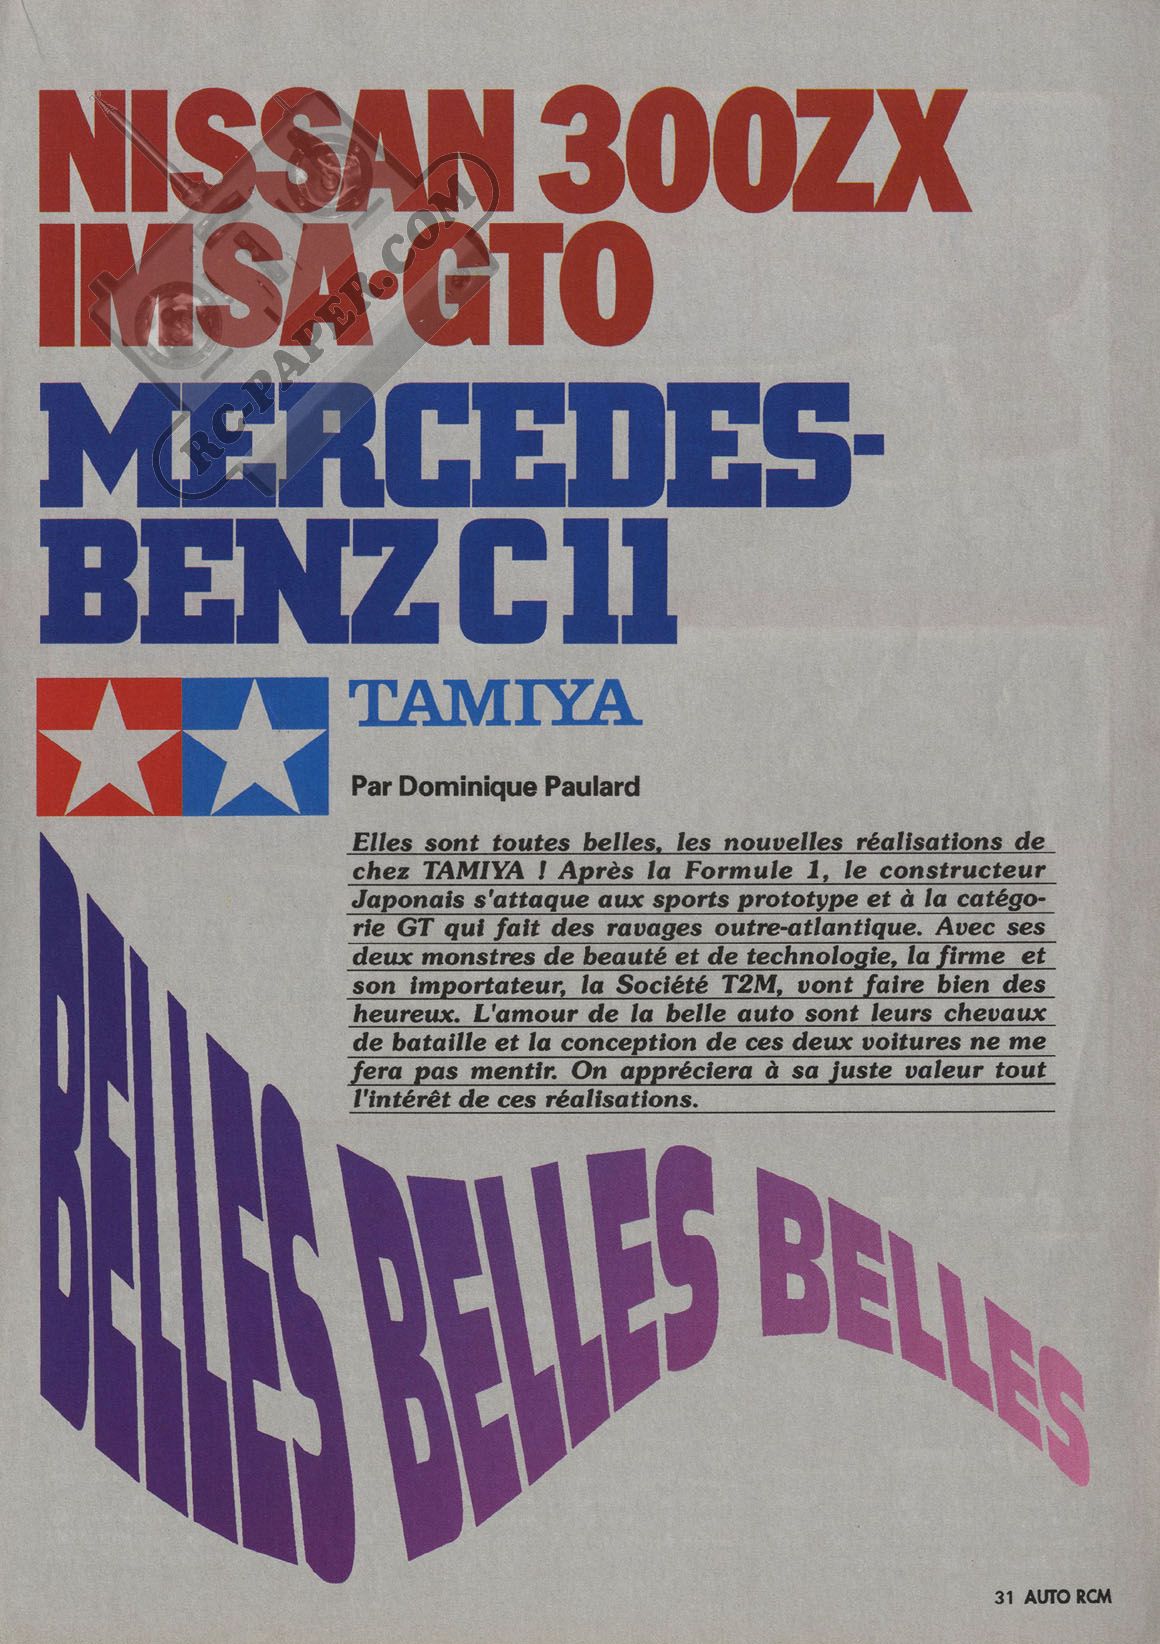 NISSAN 300ZX
IMSA•GTO
MERCEDES-
BENZ C11
TAMIYA
Par Dominique Paulard
Elles sont toutes belles, les nouvelles réalisations de
chez TAMIYA ! Après la Formule 1, le constructeur
Japonais s'attaque aux sports prototype et à la catégo-
rie GT qui fait des ravages outre-atlantique. Avec ses
deux monstres de beauté et de technologie, la firme et
son importateur, la Société T2M, vont faire bien des
heureux. L'amour de la belle auto sont leurs chevaux
de bataille et la conception de ces deux voitures ne me
fera pas mentir. On appréciera à sa juste valeur tout
l'intérêt de ces réalisations.
BELLES BELLES BELLES
31 AUTO RCM
RC-PAPER.COM